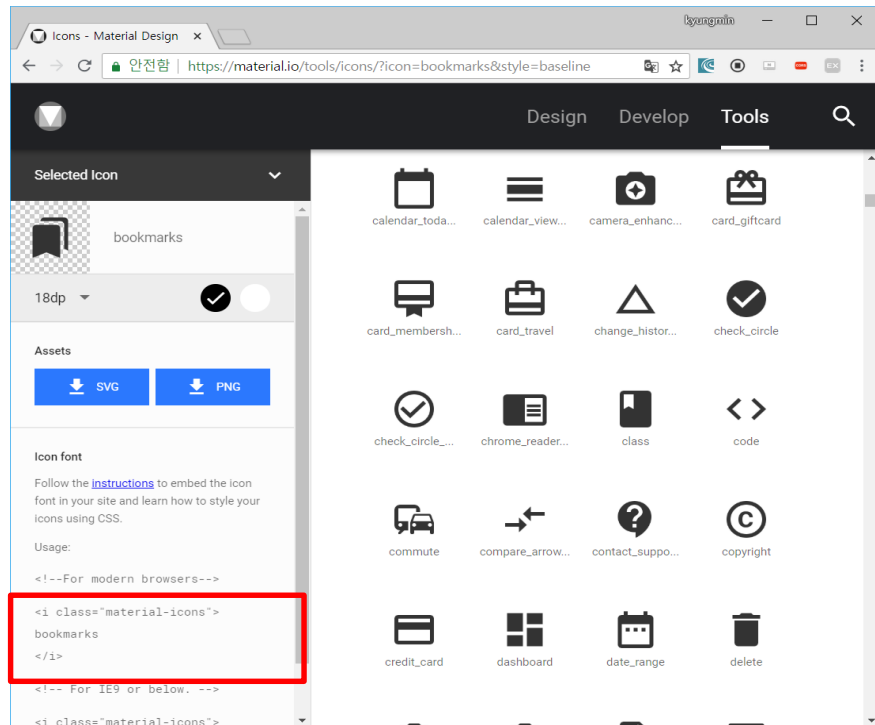 kyungmin
Icons - Material Design
안전함 | https://material.io/tools/icons/?icon=bookmarks&style=baseline
Design Develop Tools
Selected Icon
bookmarks
18dp
Assets
SVG PNG
Icon font
Follow the instructions to embed the icon
font in your site and learn how to style your
icons using CSS.
Usage:
<!--For modern browsers-->
<i class="material-icons">
bookmarks
</i>
<!-- For IE9 or below. -->
<i class="material-icons">
calendar_toda... calendar_view... camera_enhanc... card_giftcard
card_membersh... card_travel change_histor... check_circle
check_circle_... chrome_reader... class code
commute compare_arrow... contact_suppo... copyright
credit_card dashboard date_range delete